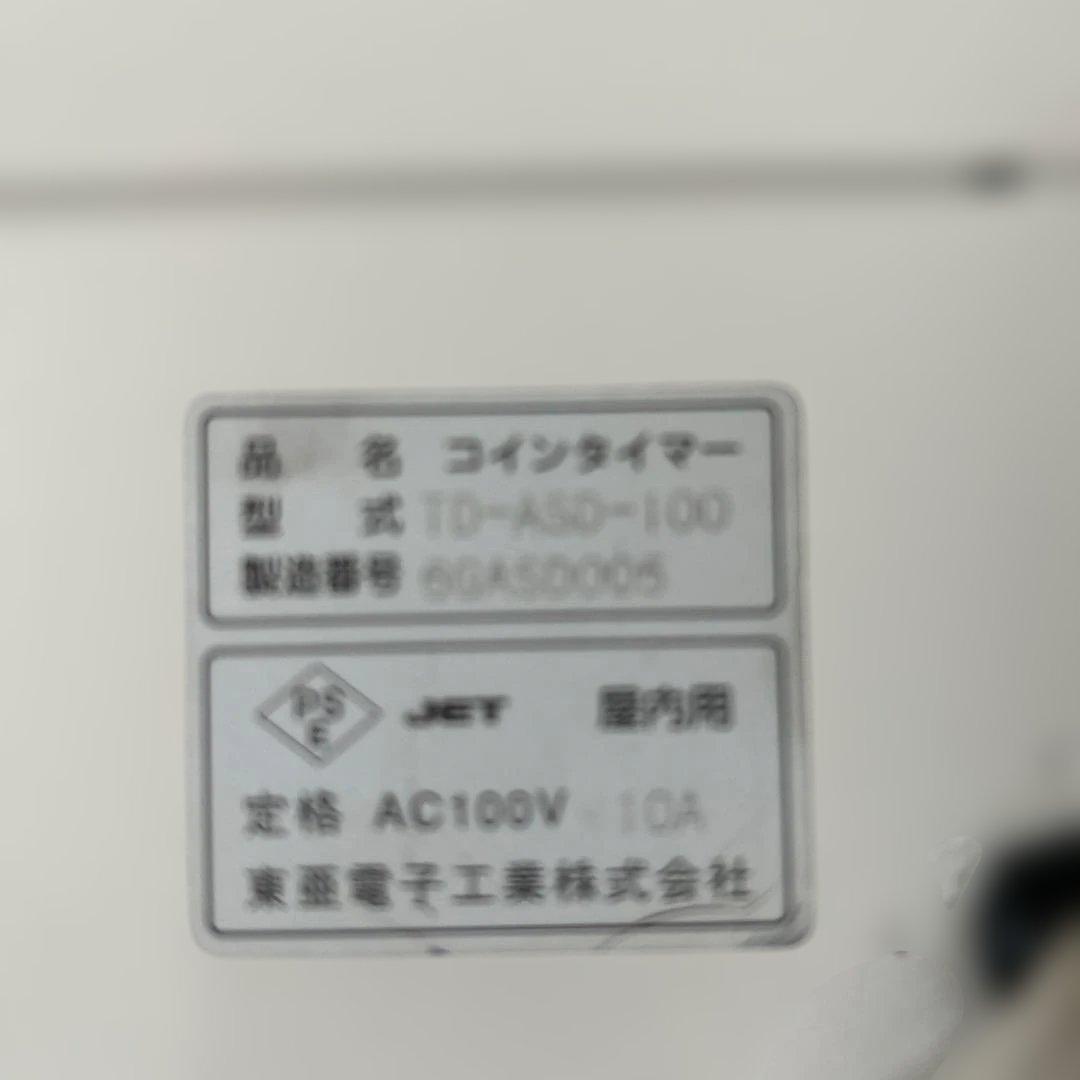 品名 コインタイマー
型式 TD-ASD-100
製造番号 6GASD005
PSE JET 屋内用
定格 AC100V 10A
東亜電子工業株式会社